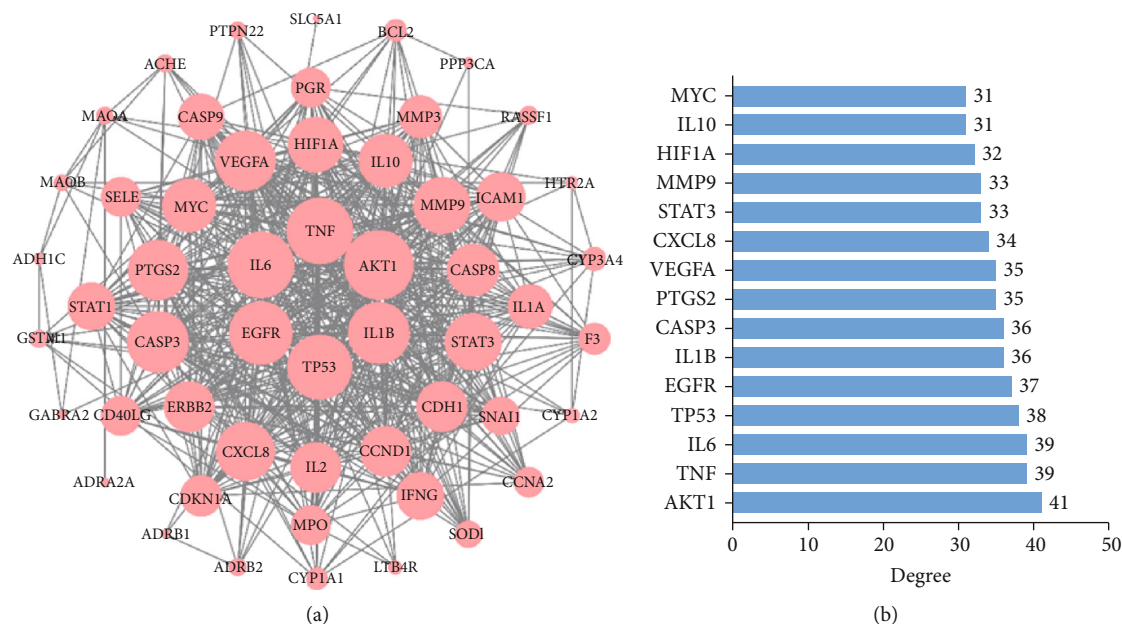 SLC5A1
PTPN22
BCL2
ACHE
PPP3CA
PGR
MAOA
CASP9
MMP3
RASSF1
HIF1A
VEGFA
IL10
MAOB
HTR2A
SELE
MYC
MMP9
ICAM1
TNF
ADH1C
PTGS2
IL6
AKT1
CASP8
CYP3A4
STAT1
IL1A
GSTM1
CASP3
EGFR
IL1B
STAT3
F3
TP53
GABRA2
CD40LG
ERBB2
CDH1
SNAI1
CYP1A2
CXCL8
IL2
CCND1
ADRA2A
CDKN1A
IFNG
CCNA2
ADRB1
MPO
SOD1
ADRB2
CYP1A1
LTB4R
(a)
MYC 31
IL10 31
HIF1A 32
MMP9 33
STAT3 33
CXCL8 34
VEGFA 35
PTGS2 35
CASP3 36
IL1B 36
EGFR 37
TP53 38
IL6 39
TNF 39
AKT1 41
0 10 20 30 40 50
Degree
(b)